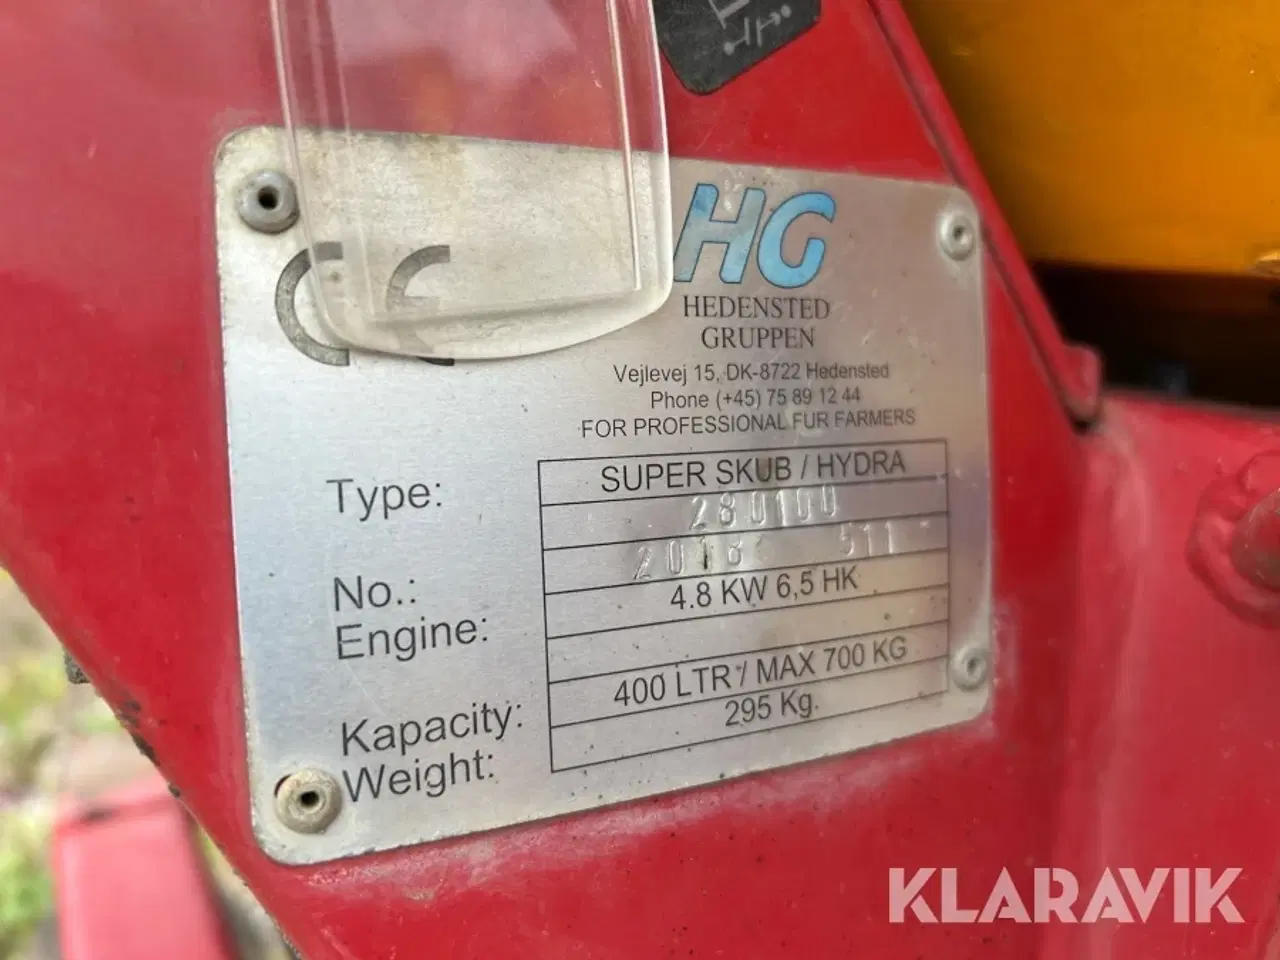 CE
HG
HEDENSTED
GRUPPEN
Vejlevej 15, DK-8722 Hedensted
Phone (+45) 75 89 12 44
FOR PROFESSIONAL FUR FARMERS
Type: SUPER SKUB / HYDRA
280100
No.: 511
Engine: 4.8 KW 6,5 HK
Kapacity: 400 LTR / MAX 700 KG
Weight: 295 Kg.
KLARAVIK